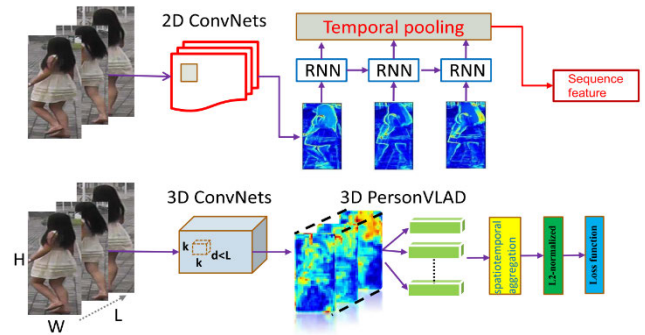 2D ConvNets
Temporal pooling
RNN
RNN
RNN
Sequence
feature
3D ConvNets
3D PersonVLAD
H
W
L
k
k
d<L
spatiotemporal
aggregation
L2-normalized
Loss function